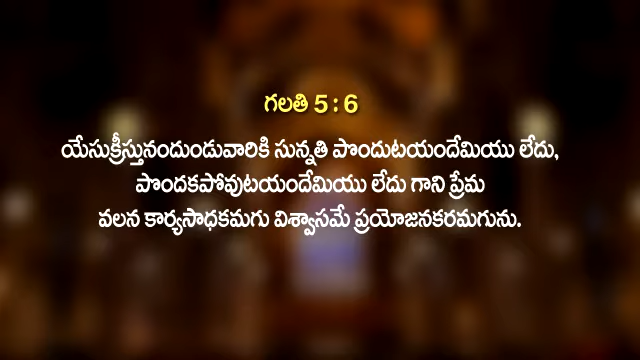 గలతి 5 : 6
యేసుక్రీస్తునందుండువారికి సున్నతి పొందుటయందేమియు లేదు,
పొందకపోవుటయందేమియు లేదు గాని ప్రేమ
వలన కార్యసాధకమగు విశ్వాసమే ప్రయోజనకరమగును.